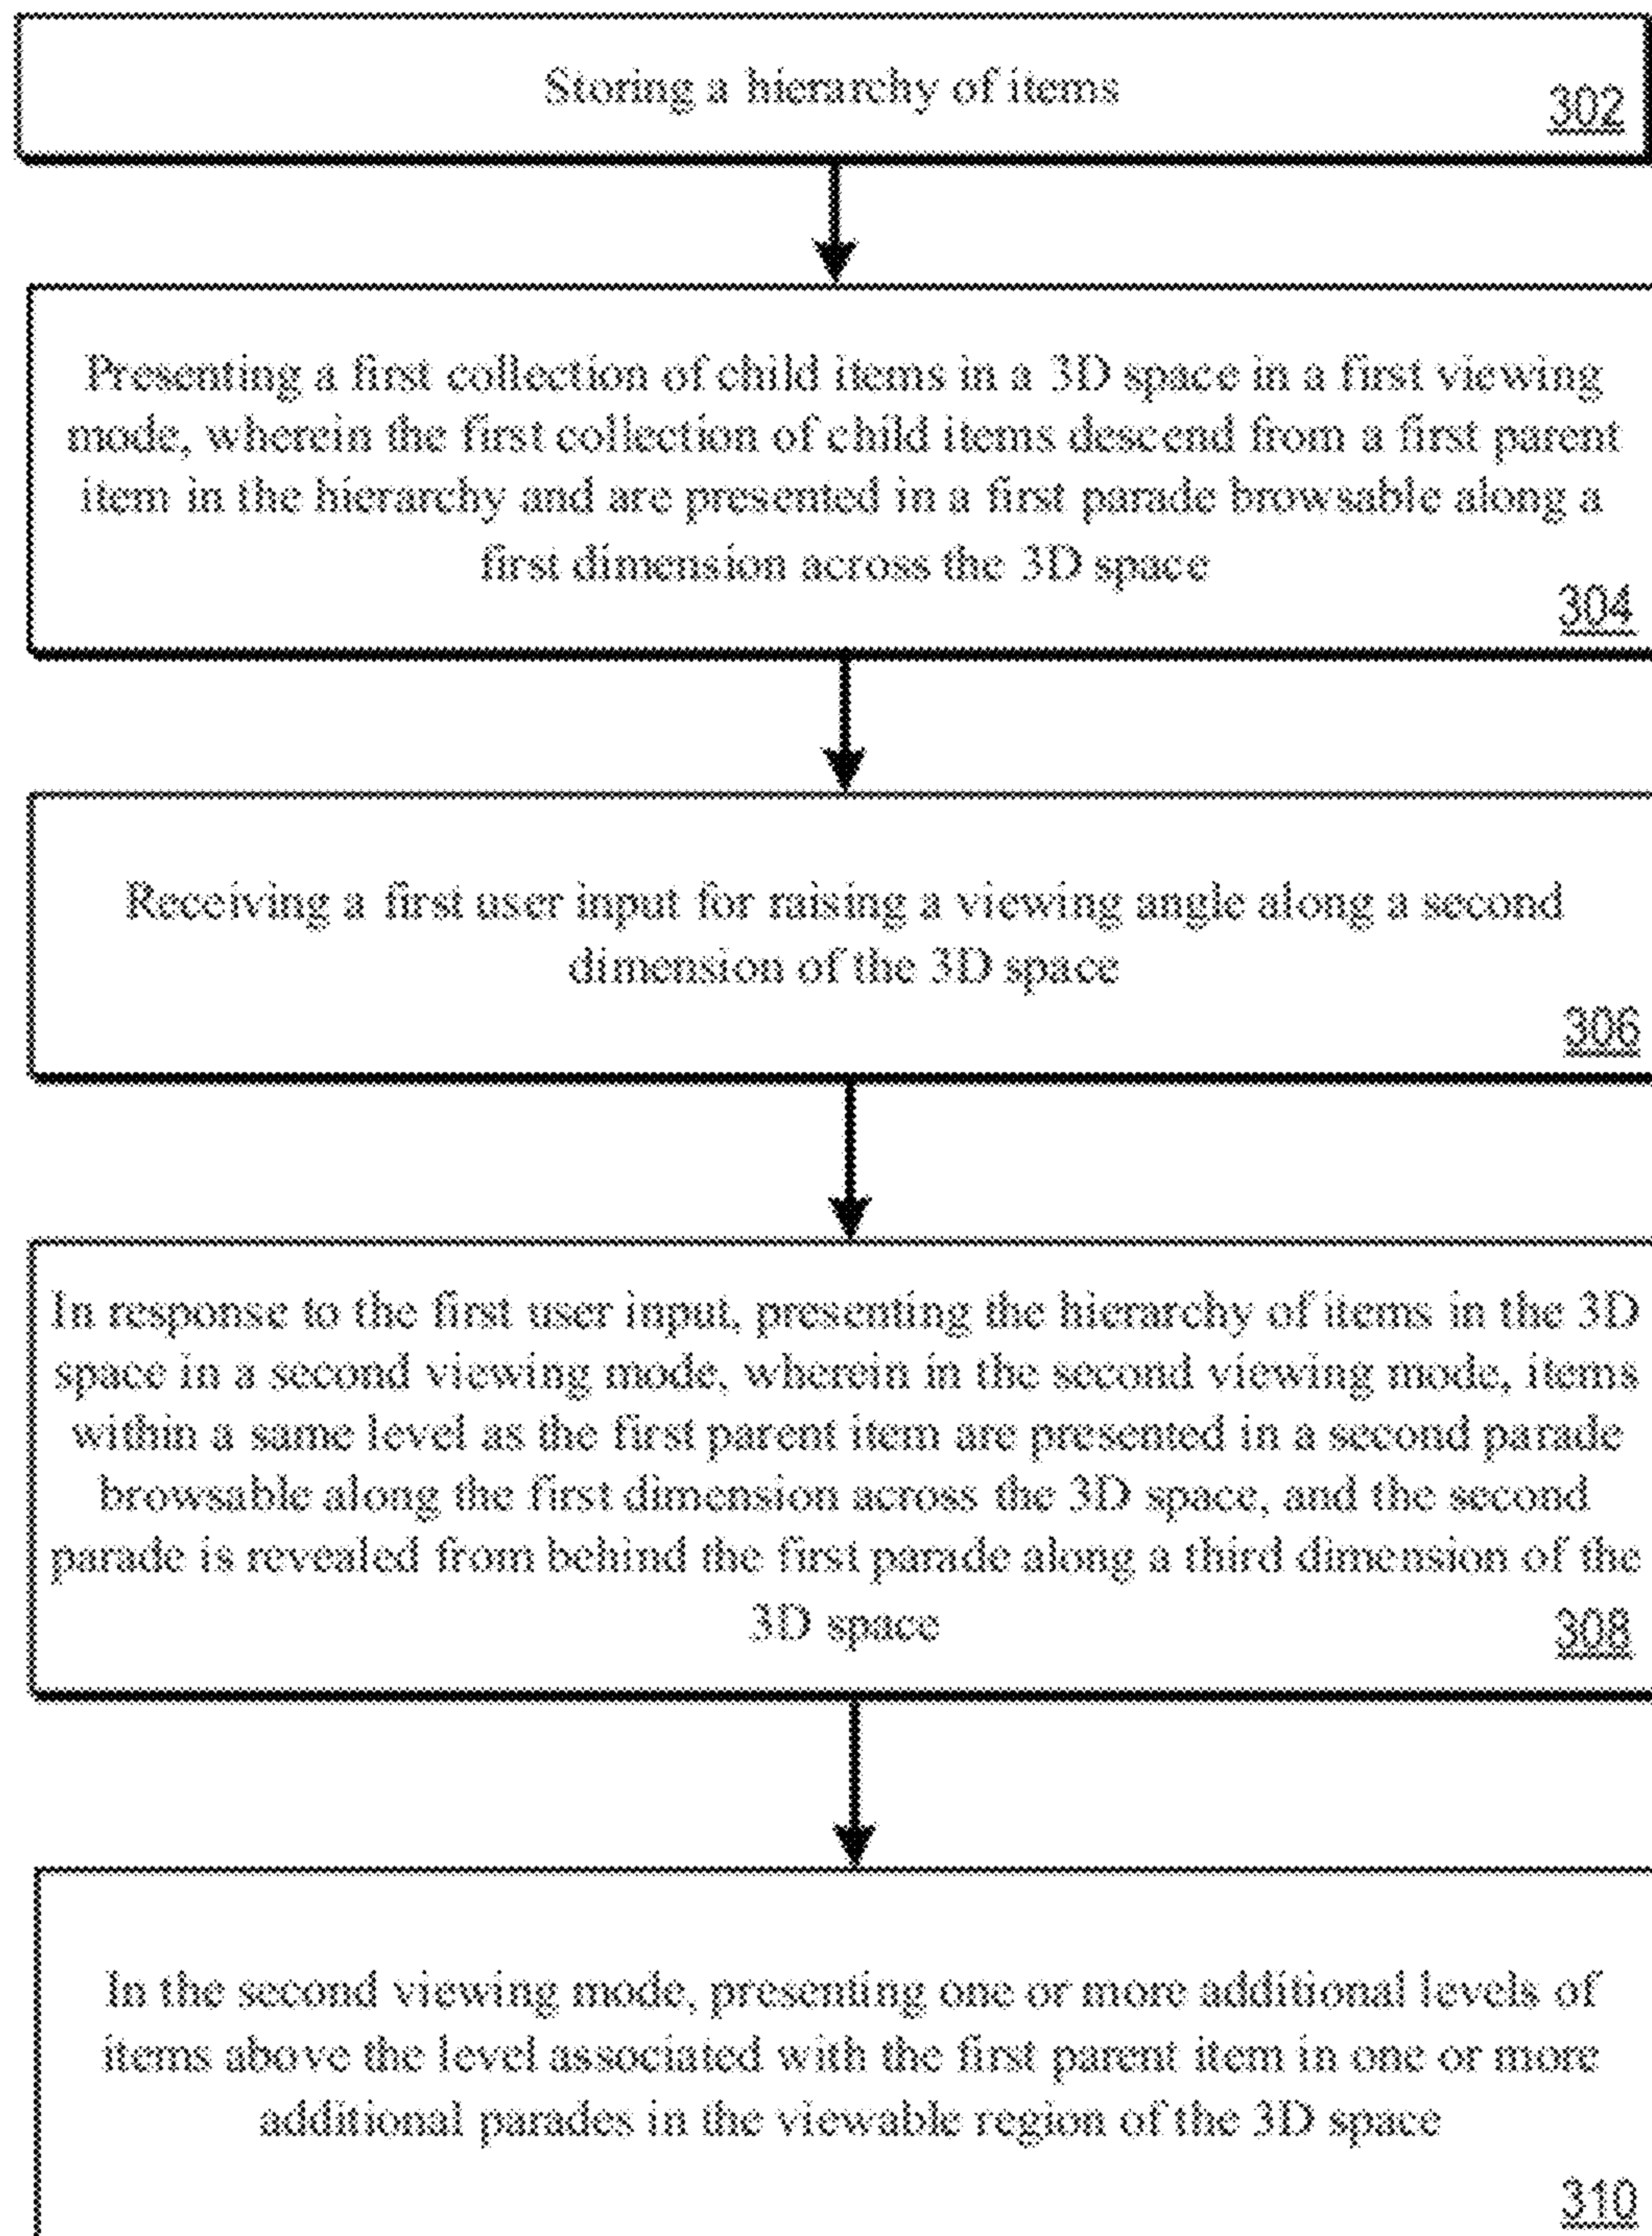 Storing a hierarchy of items
302
Presenting a first collection of child items in a 3D space in a first viewing
mode, wherein the first collection of child items descend from a first parent
item in the hierarchy and are presented in a first parade browsable along a
first dimension across the 3D space
304
Receiving a first user input for raising a viewing angle along a second
dimension of the 3D space
306
In response to the first user input, presenting the hierarchy of items in the 3D
space in a second viewing mode, wherein in the second viewing mode, items
within a same level as the first parent item are presented in a second parade
browsable along the first dimension across the 3D space, and the second
parade is revealed from behind the first parade along a third dimension of the
3D space
308
In the second viewing mode, presenting one or more additional levels of
items above the level associated with the first parent item in one or more
additional parades in the viewable region of the 3D space
310